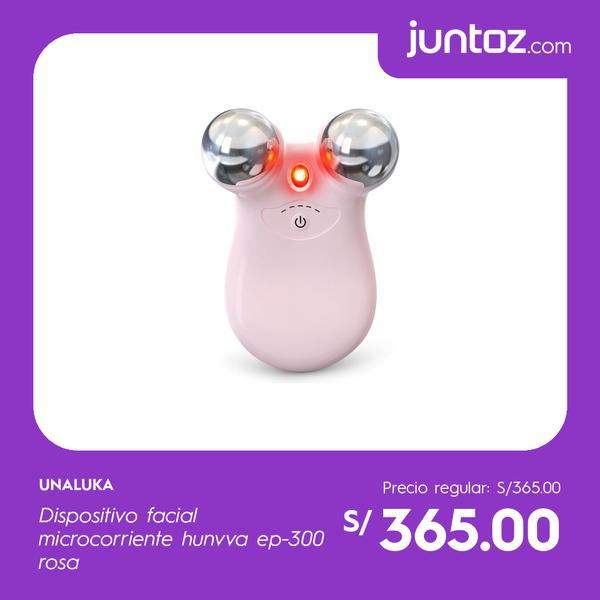 juntoz.com
UNALUKA
Dispositivo facial
microcorriente hunvva ep-300
rosa
Precio regular: S/365.00
S/ 365.00